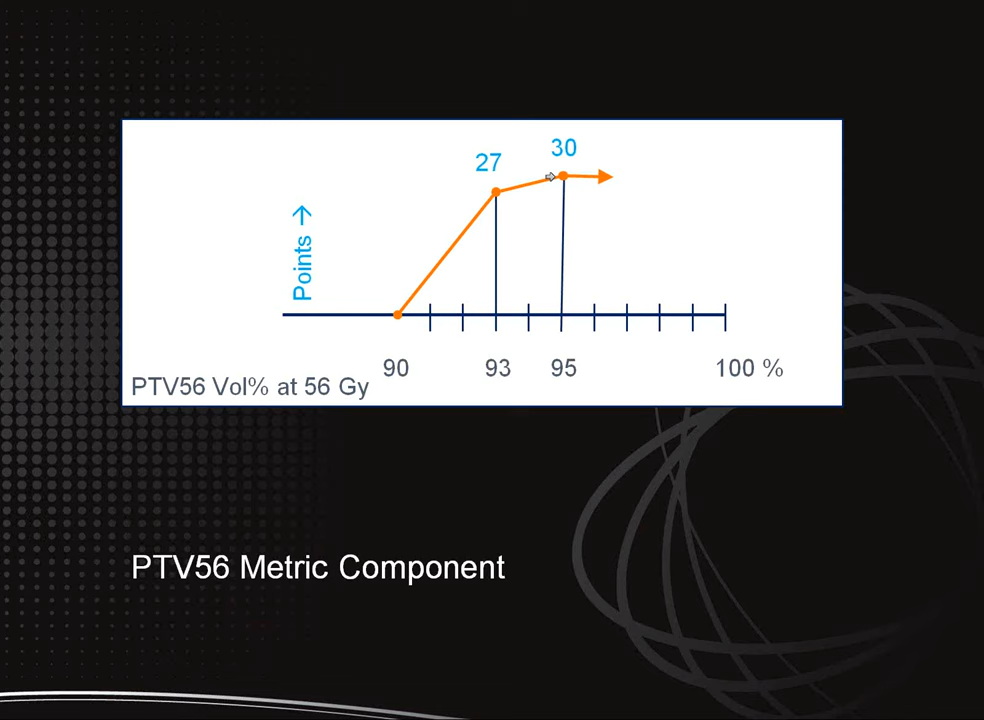 30
27
Points →
90
93
95
100 %
PTV56 Vol% at 56 Gy
PTV56 Metric Component